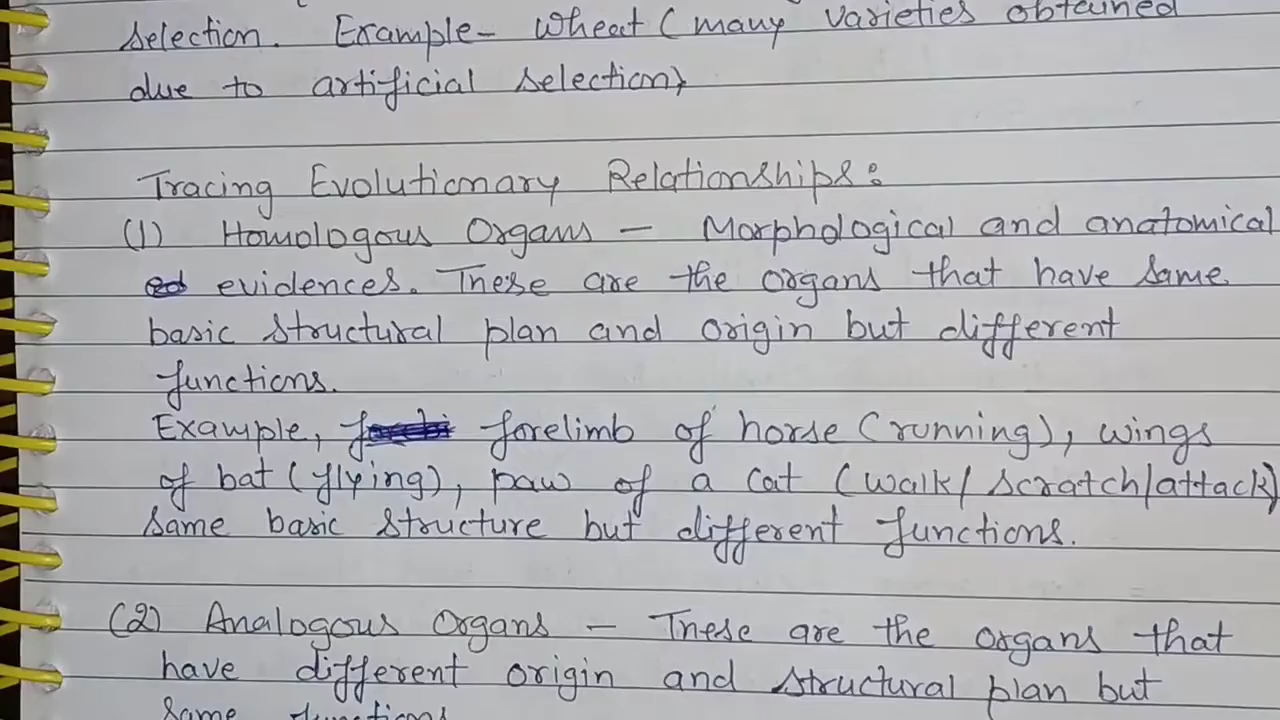 selection. Example- Wheat (many varieties obtained
due to artificial selection)
Tracing Evolutionary Relationships:
(1) Homologous Organs - Morphological and anatomical
evidences. These are the organs that have same
basic structural plan and origin but different
functions.
Example, forelimb of horse (running), wings
of bat (flying), paw of a cat (walk/scratch/attack)
same basic structure but different functions.
(2) Analogous Organs - These are the organs that
have different origin and structural plan but
same functions